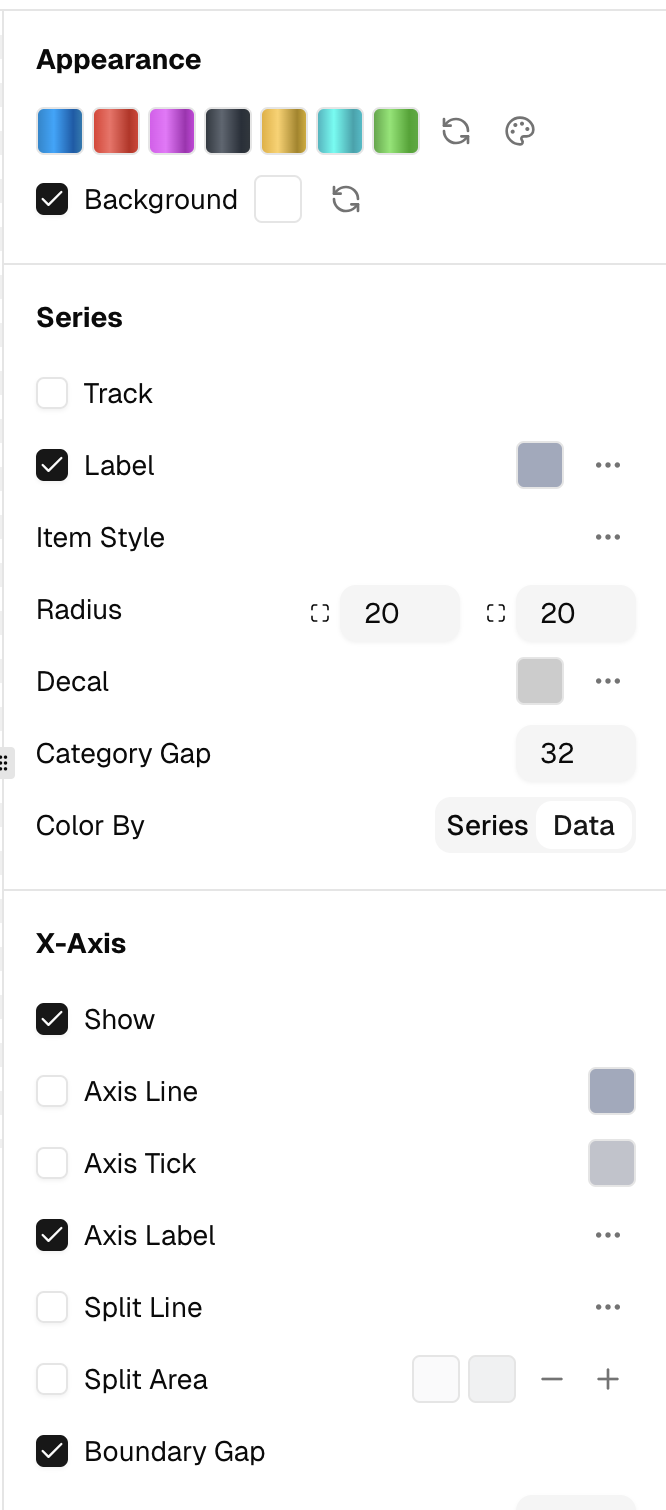 Appearance
Background
Series
Track
Label
Item Style
Radius 20 20
Decal
Category Gap 32
Color By Series Data
X-Axis
Show
Axis Line
Axis Tick
Axis Label
Split Line
Split Area
Boundary Gap